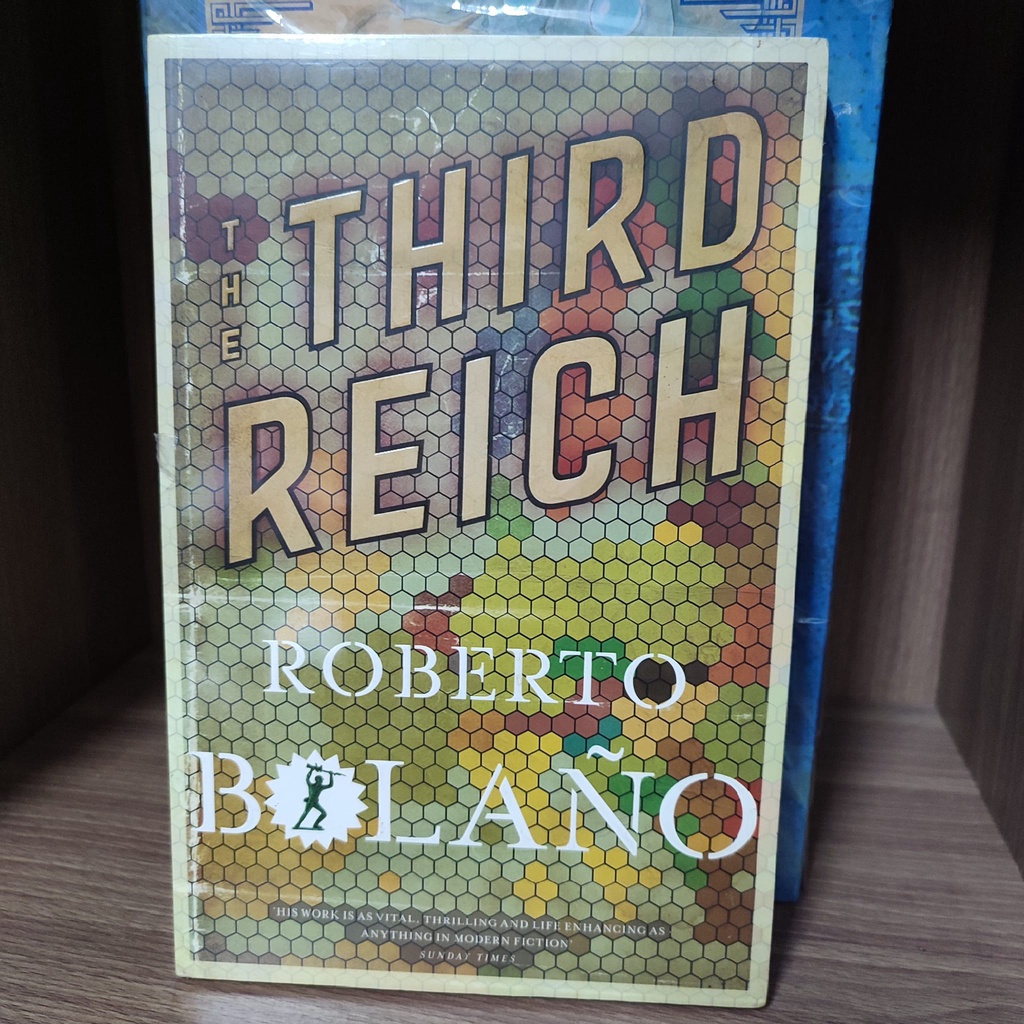 THE
THIRD
REICH
ROBERTO
BOLAÑO
'HIS WORK IS AS VITAL, THRILLING AND LIFE ENHANCING AS
ANYTHING IN MODERN FICTION'
SUNDAY TIMES